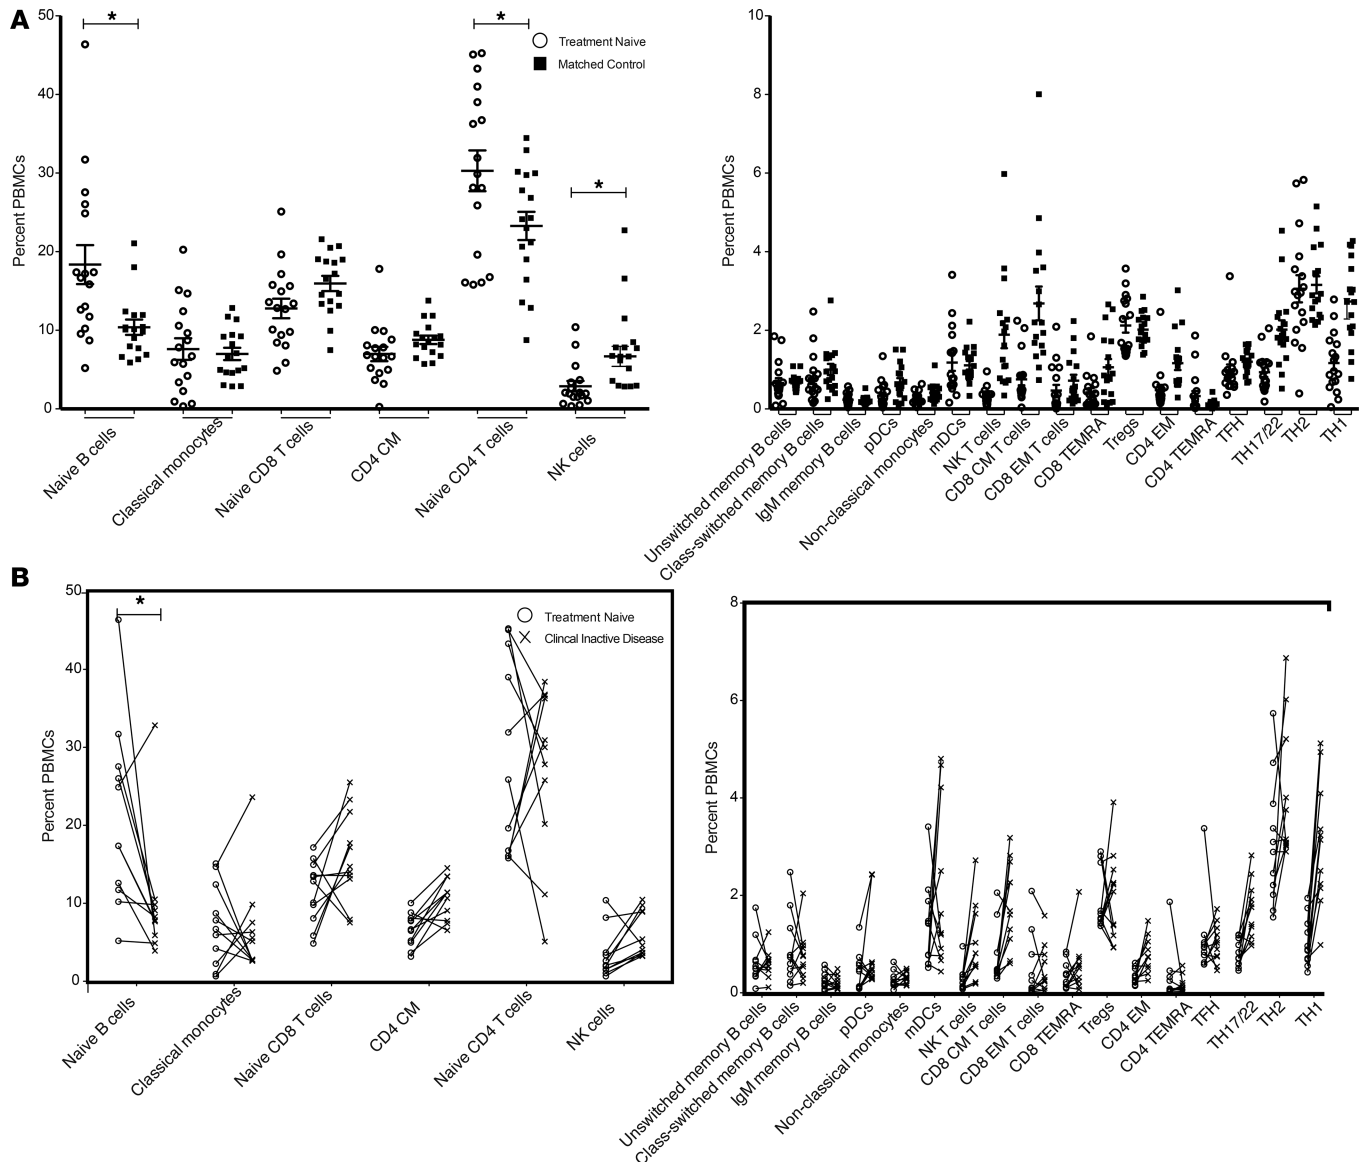 A
50
40
30
20
10
0
Percent PBMCs
*
*
*
Treatment Naive
Matched Control
Naive B cells
Classical monocytes
Naive CD8 T cells
CD4 CM
Naive CD4 T cells
NK cells
10
8
6
4
2
0
Percent PBMCs
Unswitched memory B cells
Class-switched memory B cells
IgM memory B cells
pDCs
Non-classical monocytes
mDCs
NK T cells
CD8 CM T cells
CD8 EM T cells
CD8 TEMRA
Tregs
CD4 EM
CD4 TEMRA
TFH
TH17/22
TH2
TH1
B
50
40
30
20
10
0
Percent PBMCs
*
Treatment Naive
Clincal Inactive Disease
Naive B cells
Classical monocytes
Naive CD8 T cells
CD4 CM
Naive CD4 T cells
NK cells
8
6
4
2
0
Percent PBMCs
Unswitched memory B cells
Class-switched memory B cells
IgM memory B cells
pDCs
Non-classical monocytes
mDCs
NK T cells
CD8 CM T cells
CD8 EM T cells
CD8 TEMRA
Tregs
CD4 EM
CD4 TEMRA
TFH
TH17/22
TH2
TH1